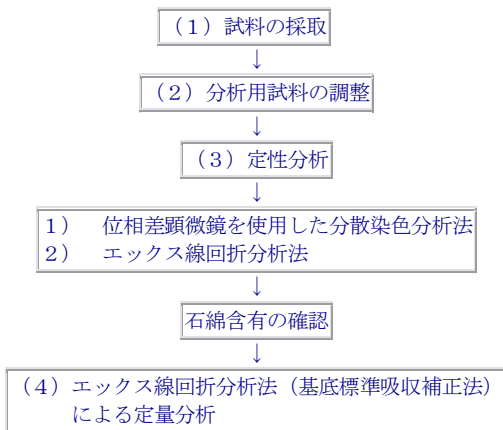 （１）試料の採取
↓
（２）分析用試料の調整
↓
（３）定性分析
↓
１）　位相差顕微鏡を使用した分散染色分析法
２）　エックス線回折分析法
↓
石綿含有の確認
↓
（４）エックス線回折分析法（基底標準吸収補正法）
による定量分析